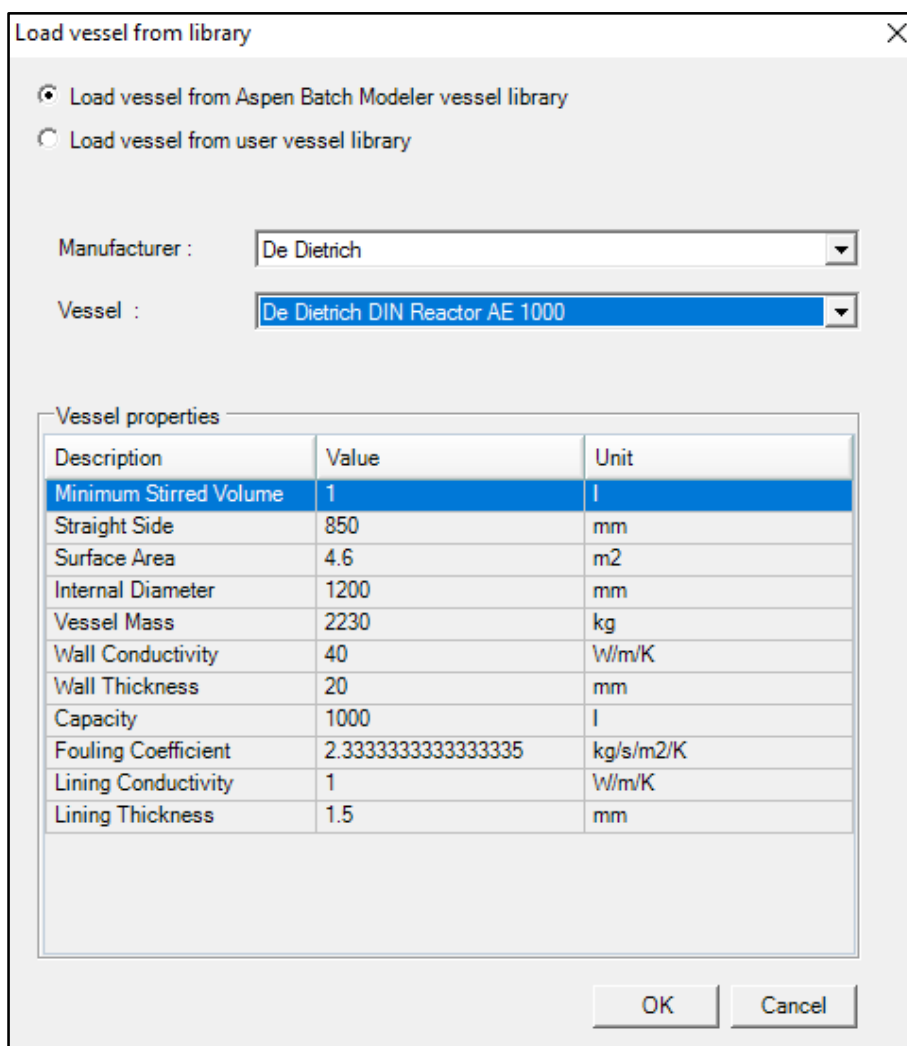 Load vessel from library
Load vessel from Aspen Batch Modeler vessel library
Load vessel from user vessel library
Manufacturer : De Dietrich
Vessel : De Dietrich DIN Reactor AE 1000
Vessel properties
Description Value Unit
Minimum Stirred Volume 1 l
Straight Side 850 mm
Surface Area 4.6 m2
Internal Diameter 1200 mm
Vessel Mass 2230 kg
Wall Conductivity 40 W/m/K
Wall Thickness 20 mm
Capacity 1000 l
Fouling Coefficient 2.3333333333333335 kg/s/m2/K
Lining Conductivity 1 W/m/K
Lining Thickness 1.5 mm
OK Cancel